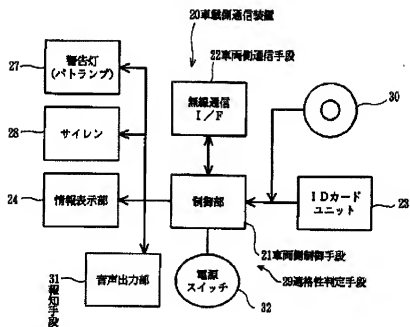 20車載側通信装置
22車両側通信手段
27
警告灯
(パトランプ)
無線通信
I/F
30
28
サイレン
24
情報表示部
制御部
IDカード
ユニット
23
21車両側制御手段
29適格性判定手段
31報知手段
音声出力部
電源
スイッチ
32